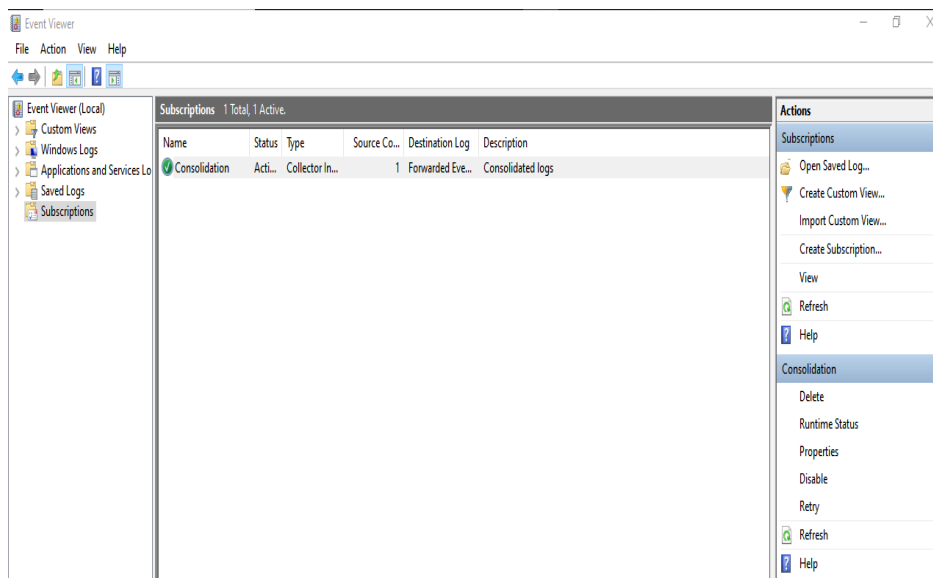 Event Viewer
File Action View Help
Event Viewer (Local)
Custom Views
Windows Logs
Applications and Services Lo
Saved Logs
Subscriptions
Subscriptions 1 Total, 1 Active.
Name Status Type Source Co... Destination Log Description
Consolidation Acti... Collector In... 1 Forwarded Eve... Consolidated logs
Actions
Subscriptions
Open Saved Log...
Create Custom View...
Import Custom View...
Create Subscription...
View
Refresh
Help
Consolidation
Delete
Runtime Status
Properties
Disable
Retry
Refresh
Help